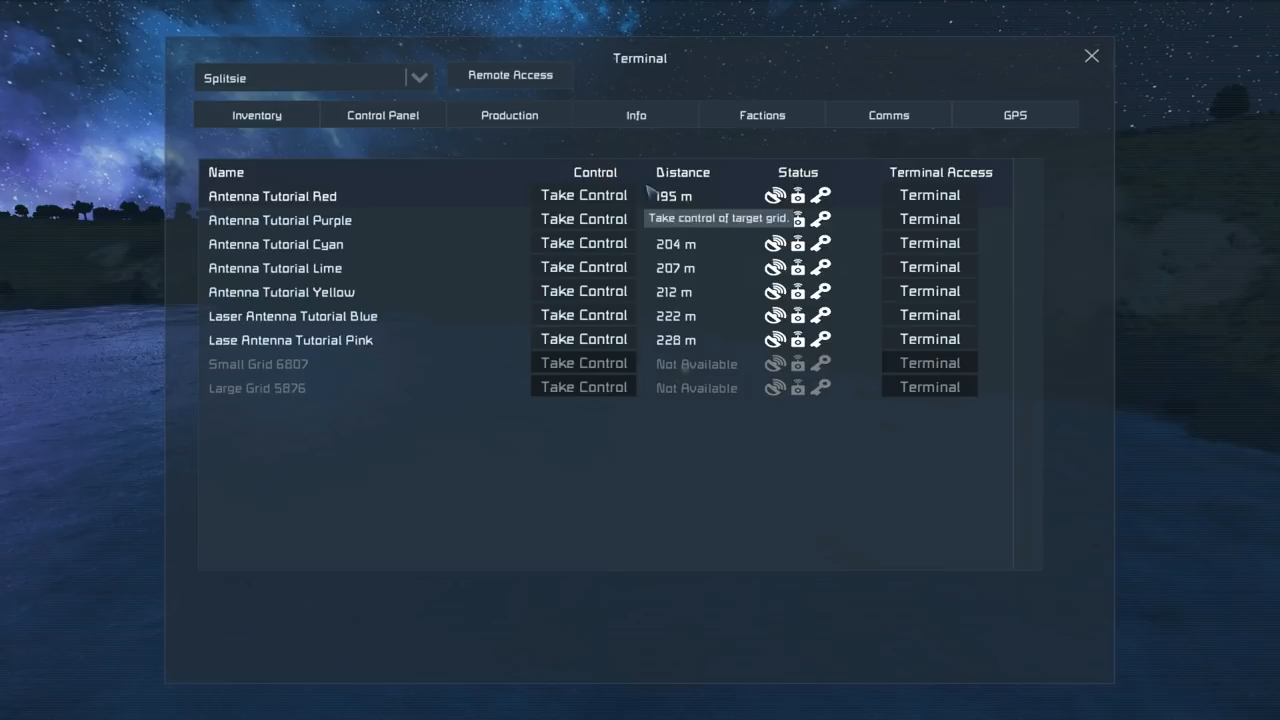 Terminal
Splitsie
Remote Access
Inventory Control Panel Production Info Factions Comms GPS
Name Control Distance Status Terminal Access
Antenna Tutorial Red Take Control 195 m Terminal
Antenna Tutorial Purple Take Control Take control of target grid. Terminal
Antenna Tutorial Cyan Take Control 204 m Terminal
Antenna Tutorial Lime Take Control 207 m Terminal
Antenna Tutorial Yellow Take Control 212 m Terminal
Laser Antenna Tutorial Blue Take Control 222 m Terminal
Lase Antenna Tutorial Pink Take Control 228 m Terminal
Small Grid 6807 Take Control Not Available Terminal
Large Grid 5876 Take Control Not Available Terminal